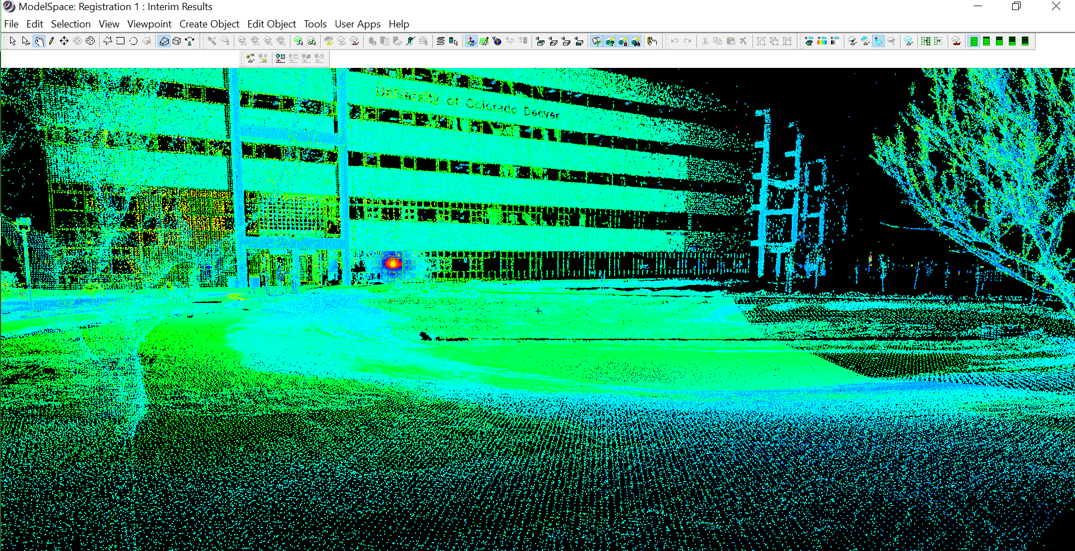 ModelSpace: Registration 1 : Interim Results
File Edit Selection View Viewpoint Create Object Edit Object Tools User Apps Help
University of Colorado Denver